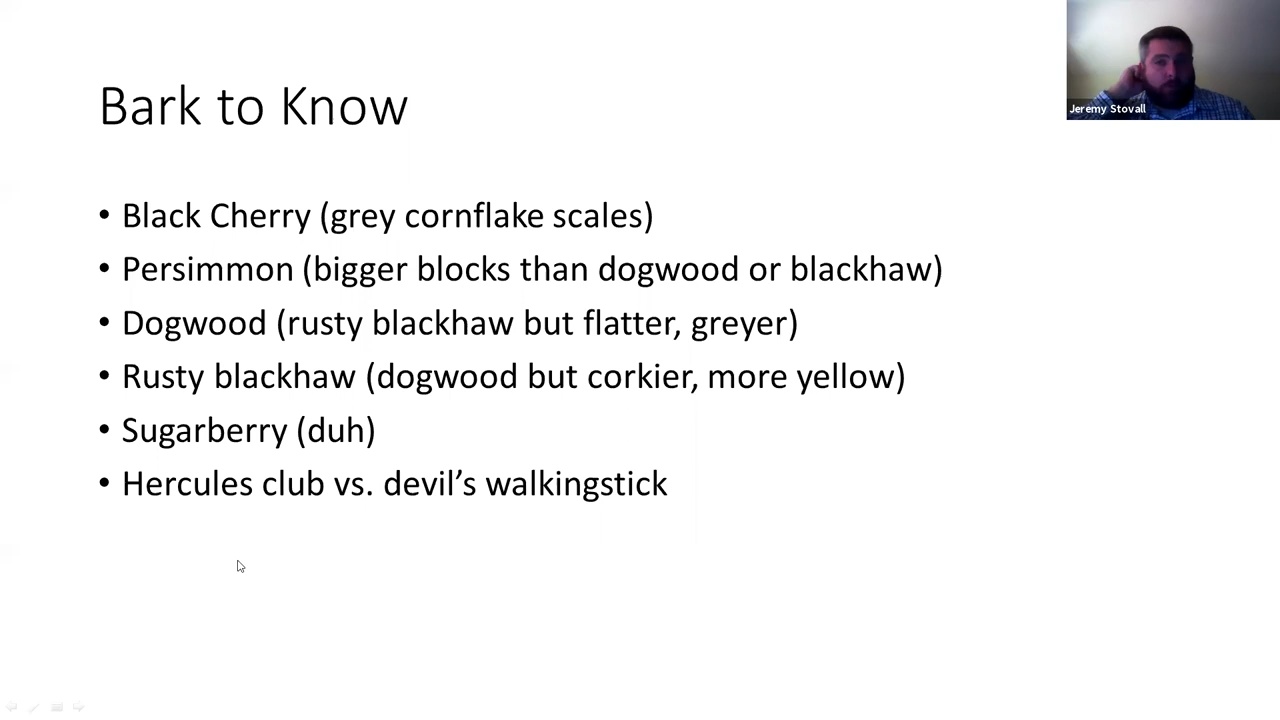 Bark to Know
Jeremy Stovall
• Black Cherry (grey cornflake scales)
• Persimmon (bigger blocks than dogwood or blackhaw)
• Dogwood (rusty blackhaw but flatter, greyer)
• Rusty blackhaw (dogwood but corkier, more yellow)
• Sugarberry (duh)
• Hercules club vs. devil’s walkingstick